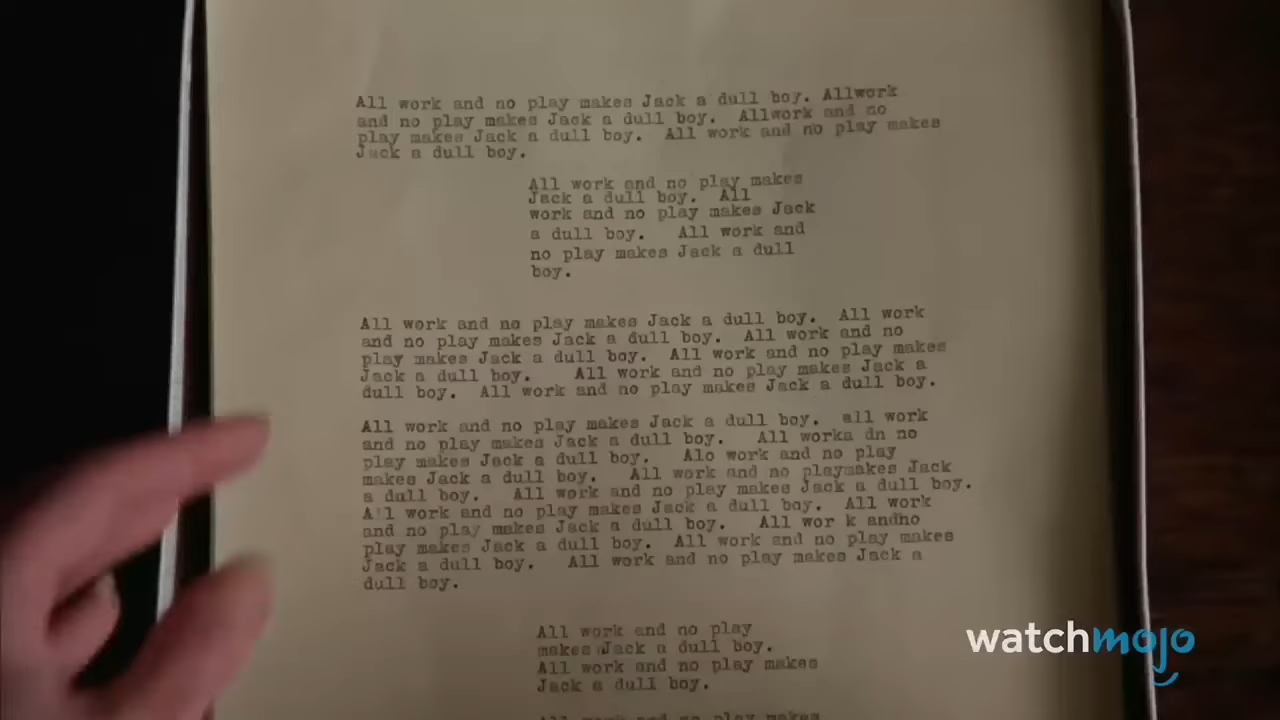 All work and no play makes Jack a dull boy. Allwork
and no play makes Jack a dull boy.  Allwork and no
play makes Jack a dull boy.  All work and no play makes
Jack a dull boy.
All work and no play makes
Jack a dull boy.  All
work and no play makes Jack
a dull boy.   All work and
no play makes Jack a dull
boy.
All work and no play makes Jack a dull boy.  All work
and no play makes Jack a dull boy.  All work and no
play makes Jack a dull boy.  All work and no play makes
Jack a dull boy.    All work and no play makes Jack a
dull boy.  All work and no play makes Jack a dull boy.
All work and no play makes Jack a dull boy.  all work
and no play makes Jack a dull boy.   All worka dn no
play makes Jack a dull boy.   Alo work and no play
makes Jack a dull boy.   All work and no playmakes Jack
a dull boy.   All work and no play makes Jack a dull boy.
All work and no play makes Jack a dull boy.  All work
and no play makes Jack a dull boy.   All wor k andno
play makes Jack a dull boy.  All work and no play makes
Jack a dull boy.   All work and no play makes Jack a
dull boy.
All work and no play
makes Jack a dull boy.
All work and no play makes
Jack a dull boy.
All work and no play makes
watchmojo